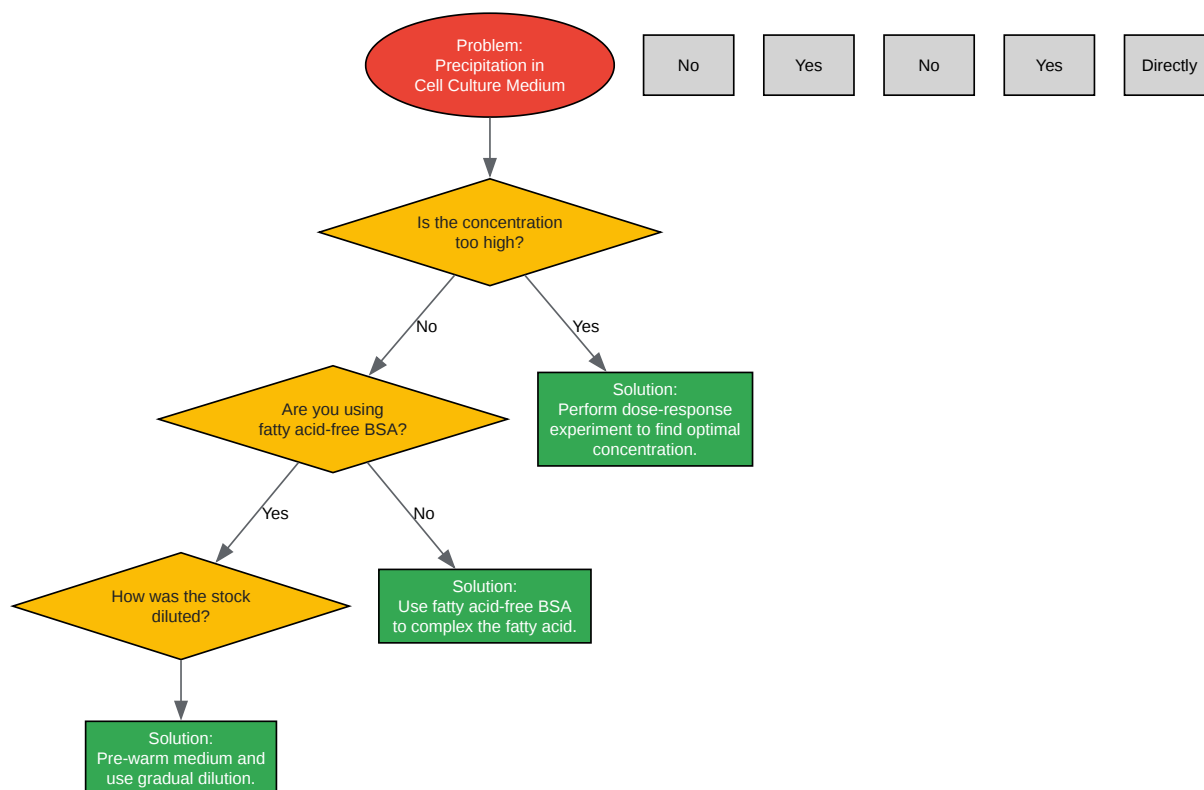 Problem:
Precipitation in
Cell Culture Medium
No
Yes
No
Yes
Directly
Is the concentration
too high?
No
Yes
Are you using
fatty acid-free BSA?
Solution:
Perform dose-response
experiment to find optimal
concentration.
Yes
No
How was the stock
diluted?
Solution:
Use fatty acid-free BSA
to complex the fatty acid.
Solution:
Pre-warm medium and
use gradual dilution.